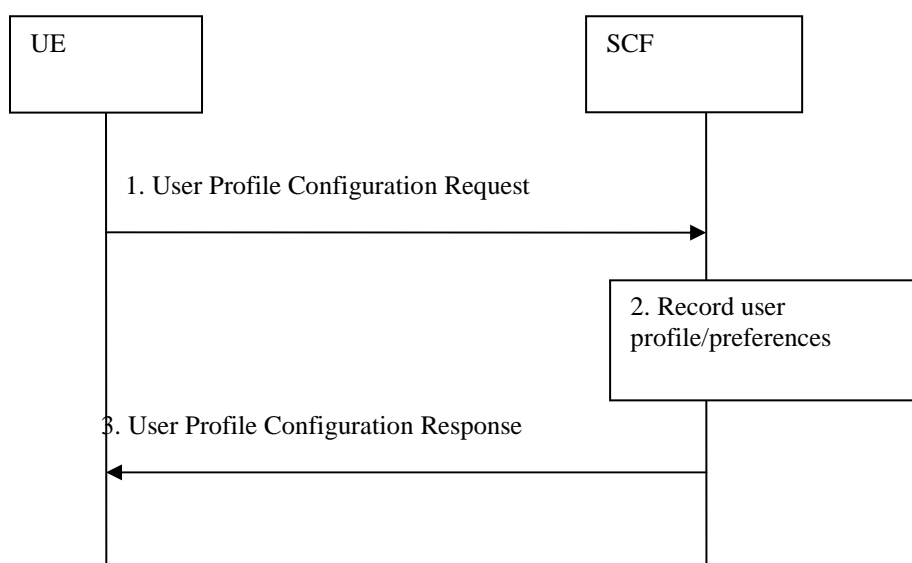 UE
SCF
1. User Profile Configuration Request
2. Record user
profile/preferences
3. User Profile Configuration Response